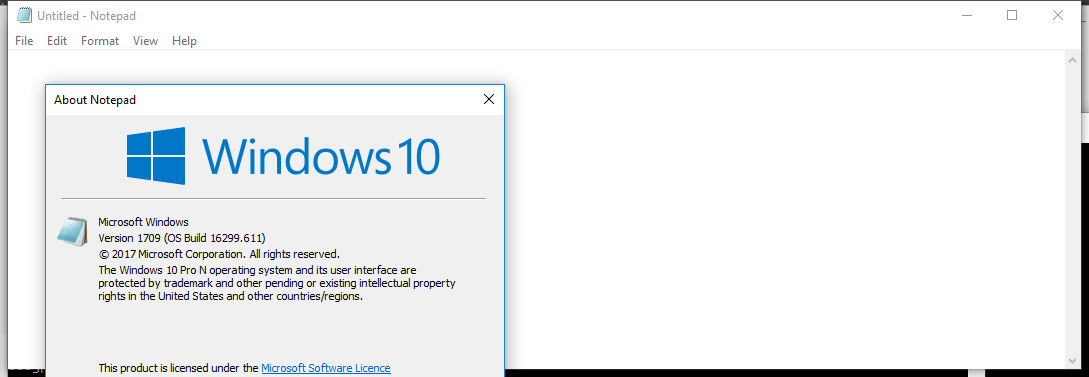 Untitled - Notepad
File Edit Format View Help
About Notepad
Windows 10
Microsoft Windows
Version 1709 (OS Build 16299.611)
© 2017 Microsoft Corporation. All rights reserved.
The Windows 10 Pro N operating system and its user interface are
protected by trademark and other pending or existing intellectual property
rights in the United States and other countries/regions.
This product is licensed under the Microsoft Software Licence